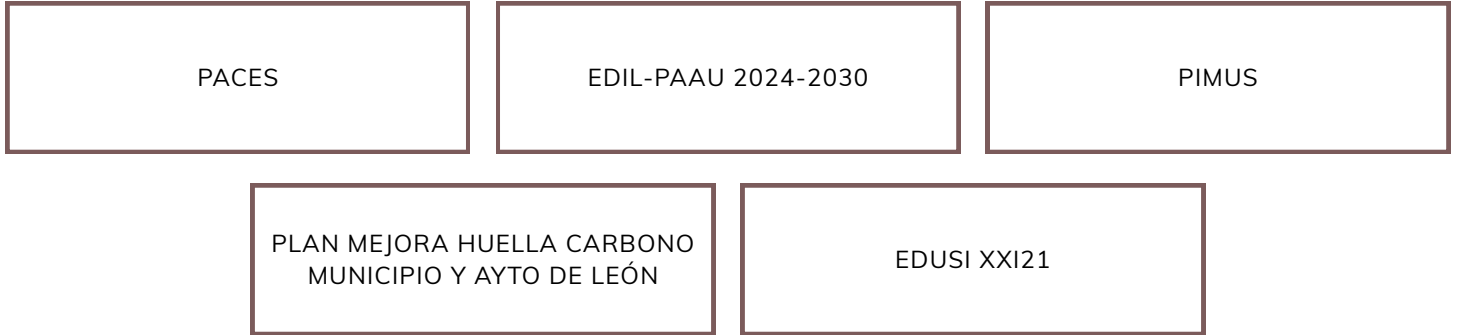 PACES
EDIL-PAAU 2024-2030
PIMUS
PLAN MEJORA HUELLA CARBONO
MUNICIPIO Y AYTO DE LEÓN
EDUSI XXI21